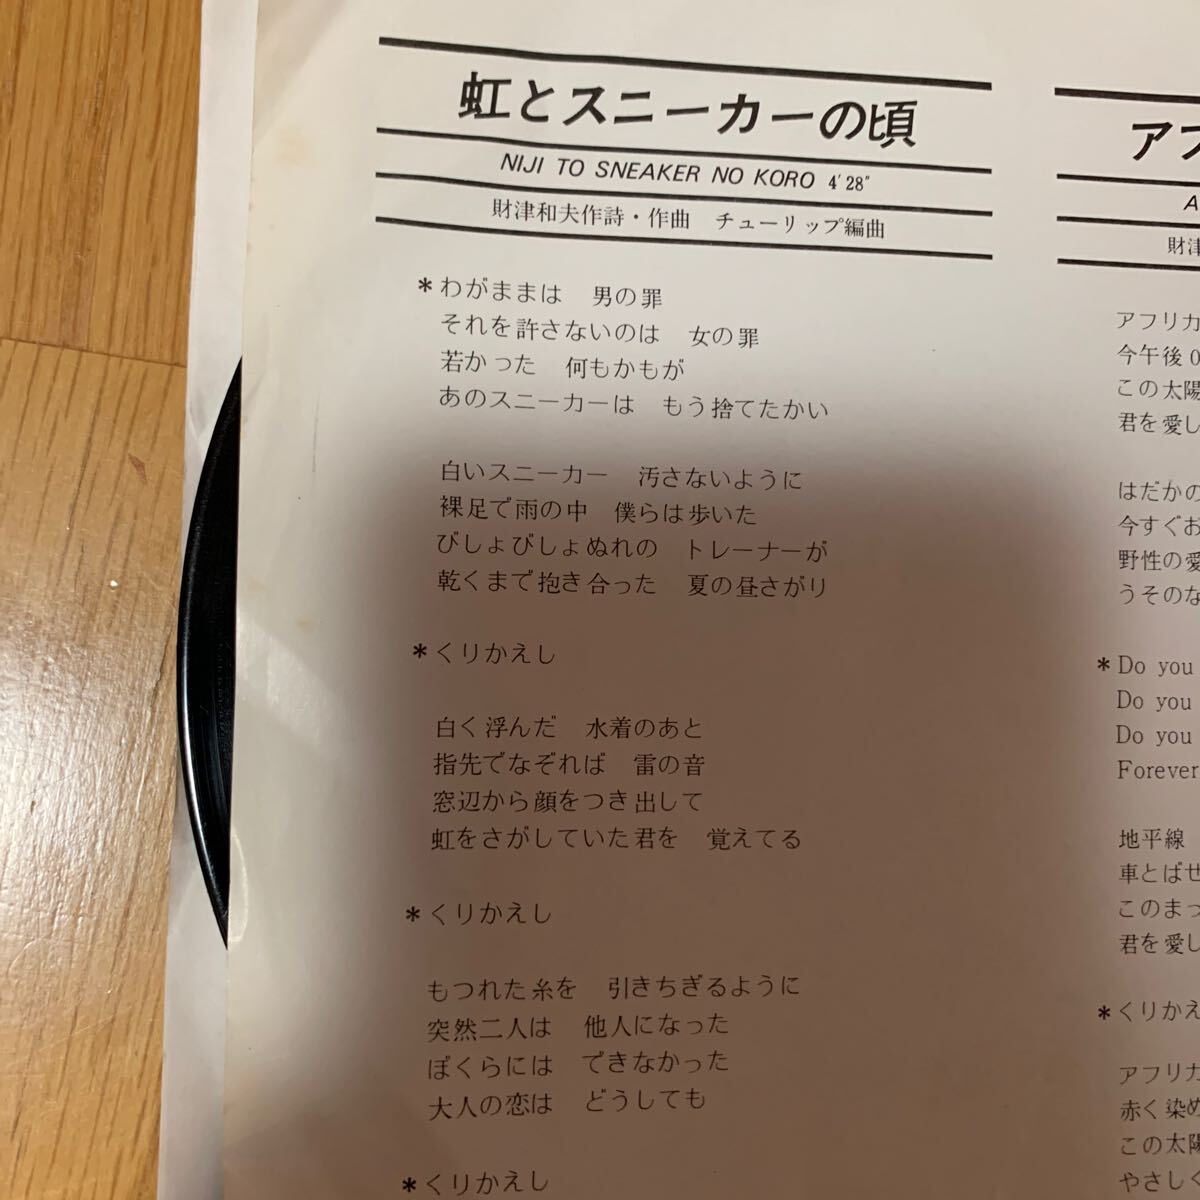 虹とスニーカーの頃
NIJI TO SNEAKER NO KORO 4'28"
財津和夫作詩・作曲　チューリップ編曲
＊わがままは　男の罪
それを許さないのは　女の罪
若かった　何もかもが
あのスニーカーは　もう捨てたかい
白いスニーカー　汚さないように
裸足で雨の中　僕らは歩いた
びしょびしょぬれの　トレーナーが
乾くまで抱き合った　夏の昼さがり
＊くりかえし
白く浮んだ　水着のあと
指先でなぞれば　雷の音
窓辺から顔をつき出して
虹をさがしていた君を　覚えてる
＊くりかえし
もつれた糸を　引きちぎるように
突然二人は　他人になった
ぼくらには　できなかった
大人の恋は　どうしても
＊くりかえし
アフ
A
財津
アフリカ
今午後0
この太陽
君を愛し
はだかの
今すぐお
野性の愛
うそのな
＊Do you
Do you
Do you
Forever
地平線
車とばせ
このまっ
君を愛し
＊くりかえ
アフリカ
赤く染め
この太陽
やさしく